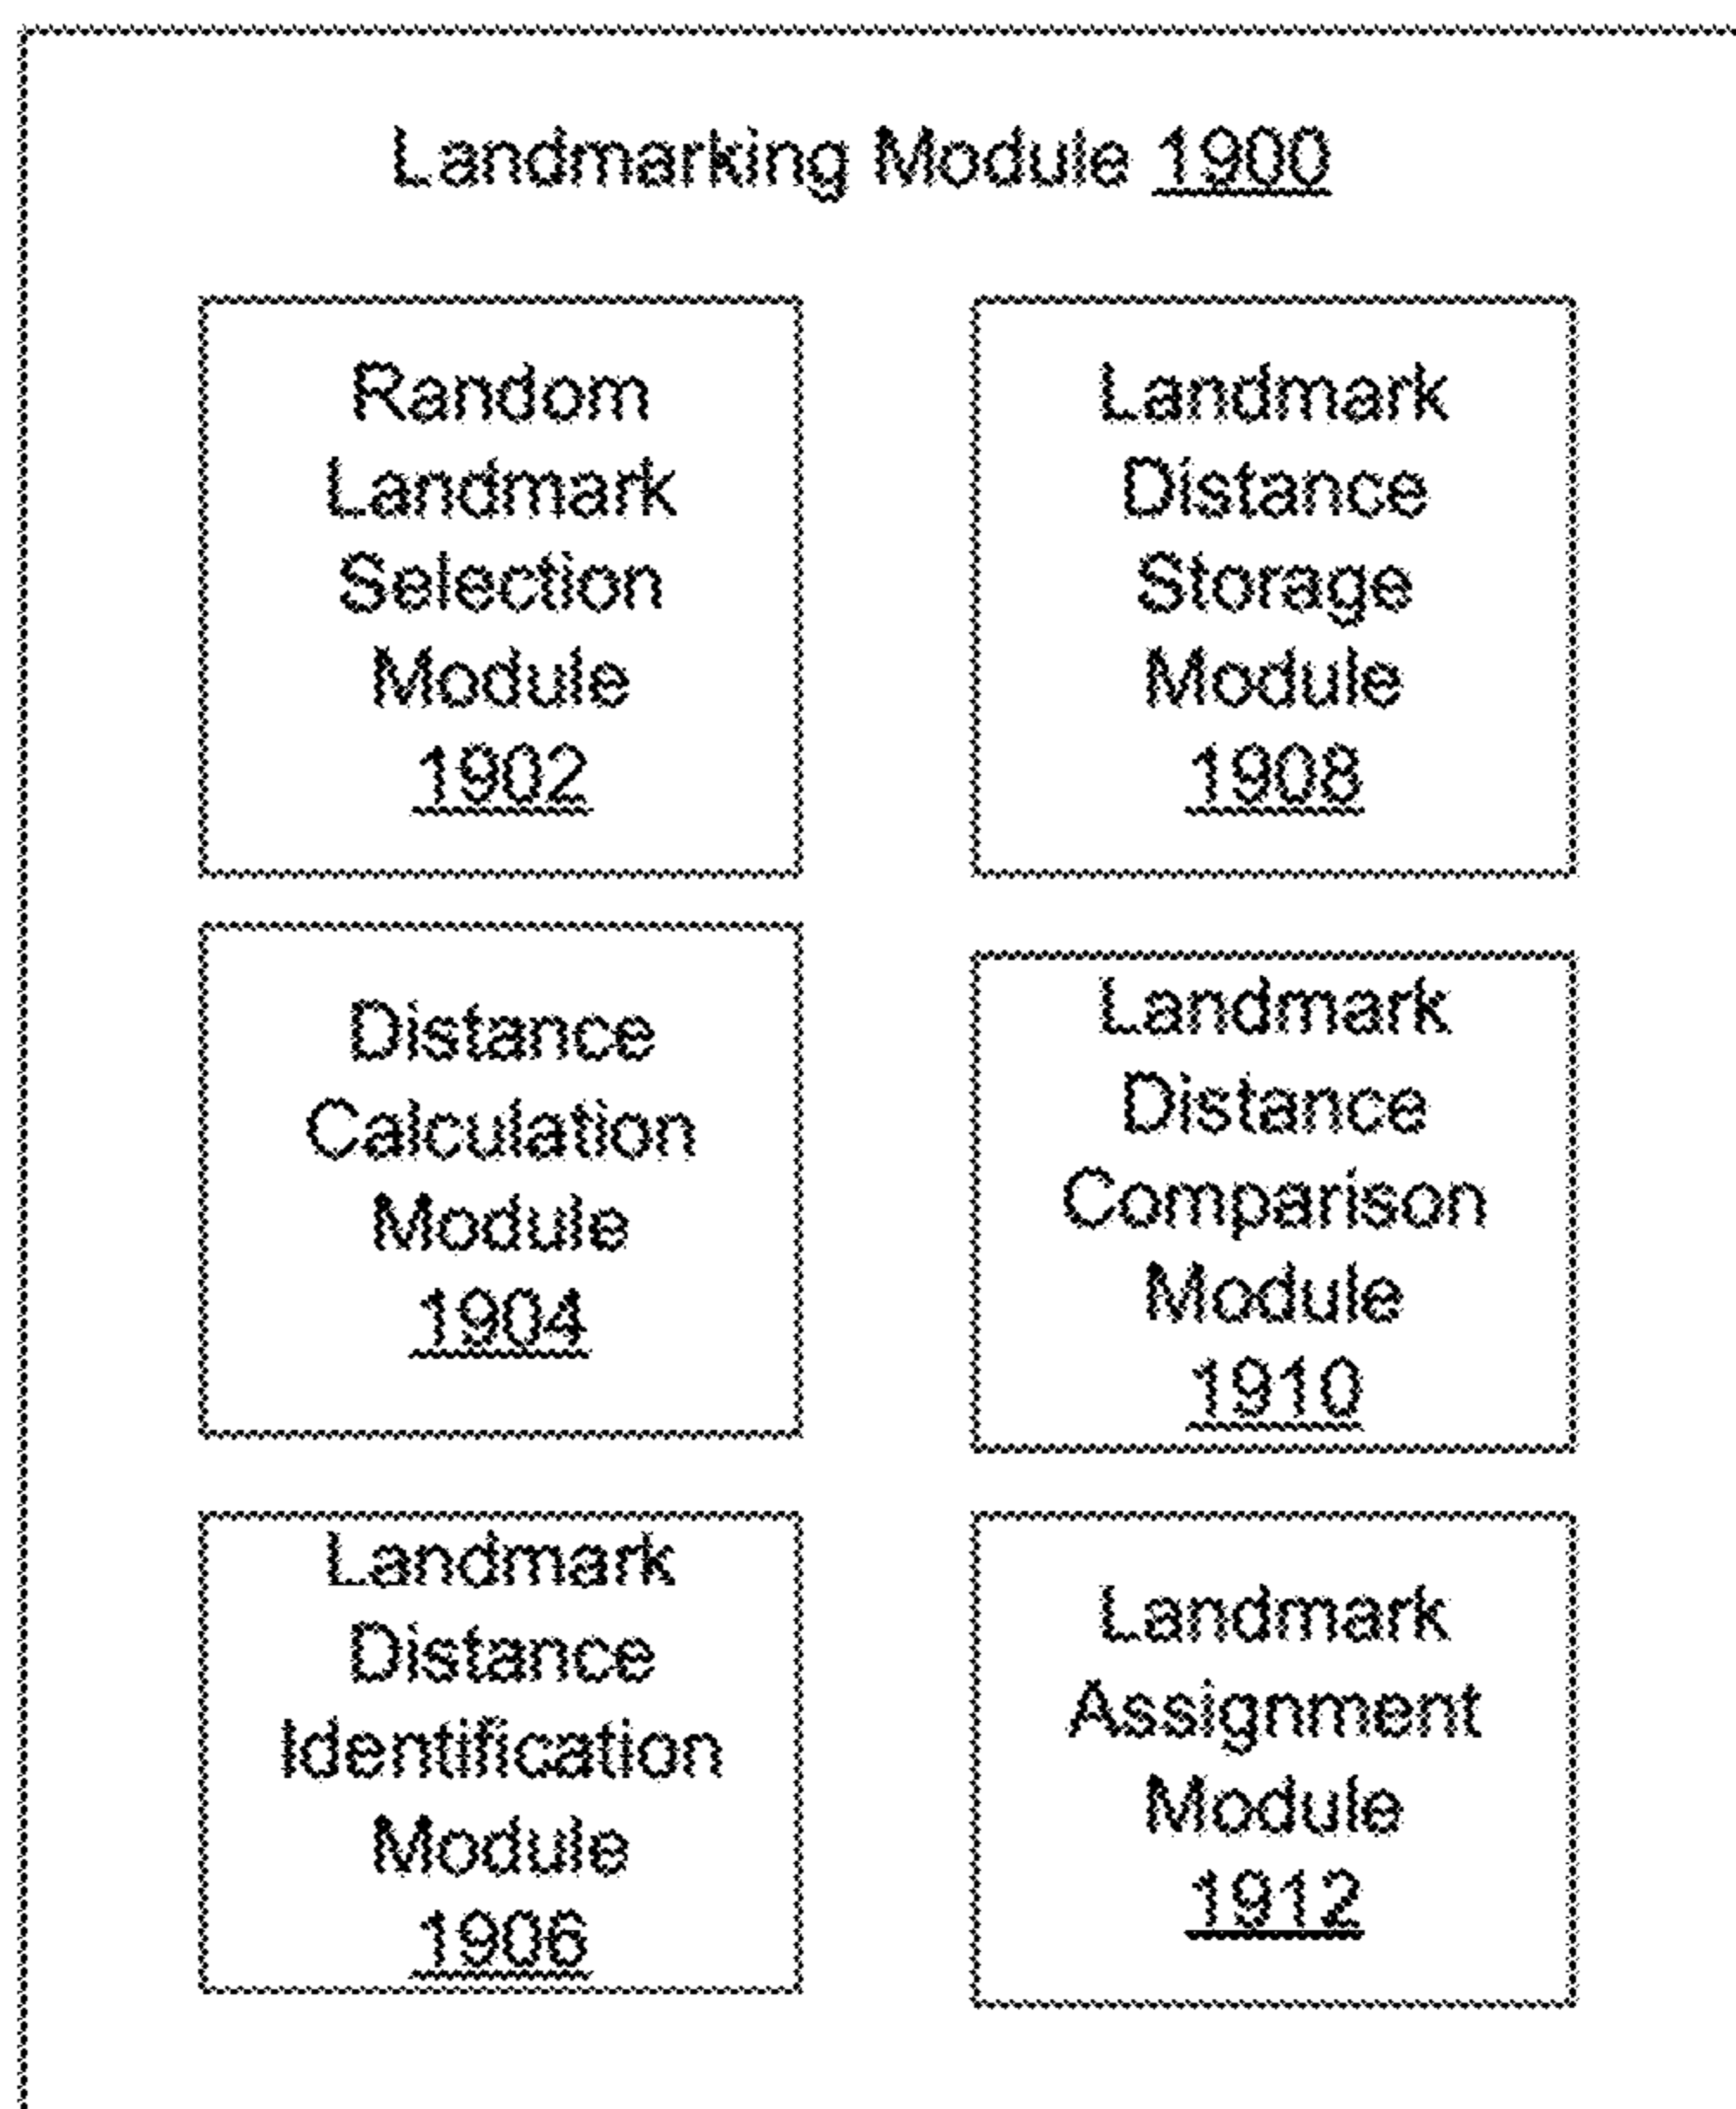 Landmarking Module 1900
Random
Landmark
Selection
Module
1902
Distance
Calculation
Module
1904
Landmark
Distance
Identification
Module
1906
Landmark
Distance
Storage
Module
1908
Landmark
Distance
Comparison
Module
1910
Landmark
Assignment
Module
1912